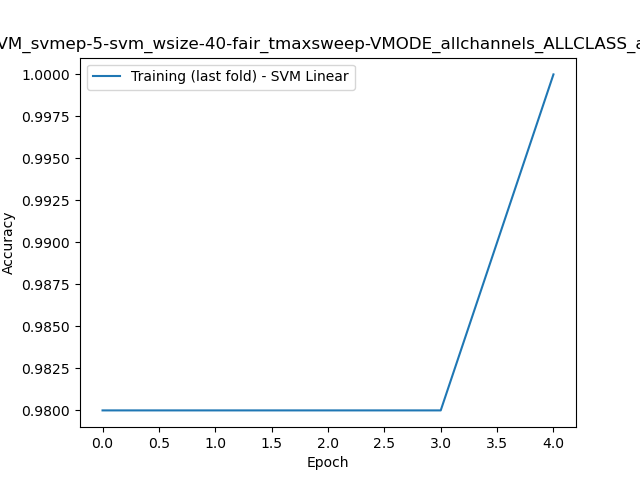 VM_svmep-5-svm_wsize-40-fair_tmaxsweep-VMODE_allchannels_ALLCLASS_a
Training (last fold) - SVM Linear
1.0000
0.9975
0.9950
0.9925
0.9900
0.9875
0.9850
0.9825
0.9800
Accuracy
0.0 0.5 1.0 1.5 2.0 2.5 3.0 3.5 4.0
Epoch